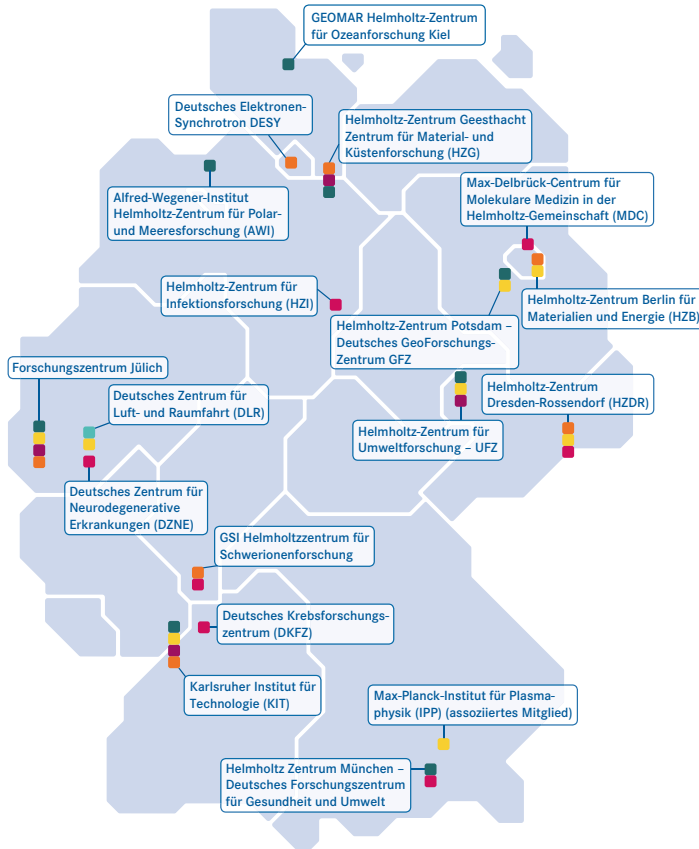 GEOMAR Helmholtz-Zentrum
für Ozeanforschung Kiel
Deutsches Elektronen-
Synchrotron DESY
Helmholtz-Zentrum Geesthacht
Zentrum für Material- und
Küstenforschung (HZG)
Alfred-Wegener-Institut
Helmholtz-Zentrum für Polar-
und Meeresforschung (AWI)
Max-Delbrück-Centrum für
Molekulare Medizin in der
Helmholtz-Gemeinschaft (MDC)
Helmholtz-Zentrum für
Infektionsforschung (HZI)
Helmholtz-Zentrum Berlin für
Materialien und Energie (HZB)
Helmholtz-Zentrum Potsdam –
Deutsches GeoForschungs-
Zentrum GFZ
Forschungszentrum Jülich
Deutsches Zentrum für
Luft- und Raumfahrt (DLR)
Helmholtz-Zentrum
Dresden-Rossendorf (HZDR)
Helmholtz-Zentrum für
Umweltforschung – UFZ
Deutsches Zentrum für
Neurodegenerative
Erkrankungen (DZNE)
GSI Helmholtzzentrum für
Schwerionenforschung
Deutsches Krebsforschungs-
zentrum (DKFZ)
Karlsruher Institut für
Technologie (KIT)
Max-Planck-Institut für Plasma-
physik (IPP) (assoziiertes Mitglied)
Helmholtz Zentrum München –
Deutsches Forschungszentrum
für Gesundheit und Umwelt